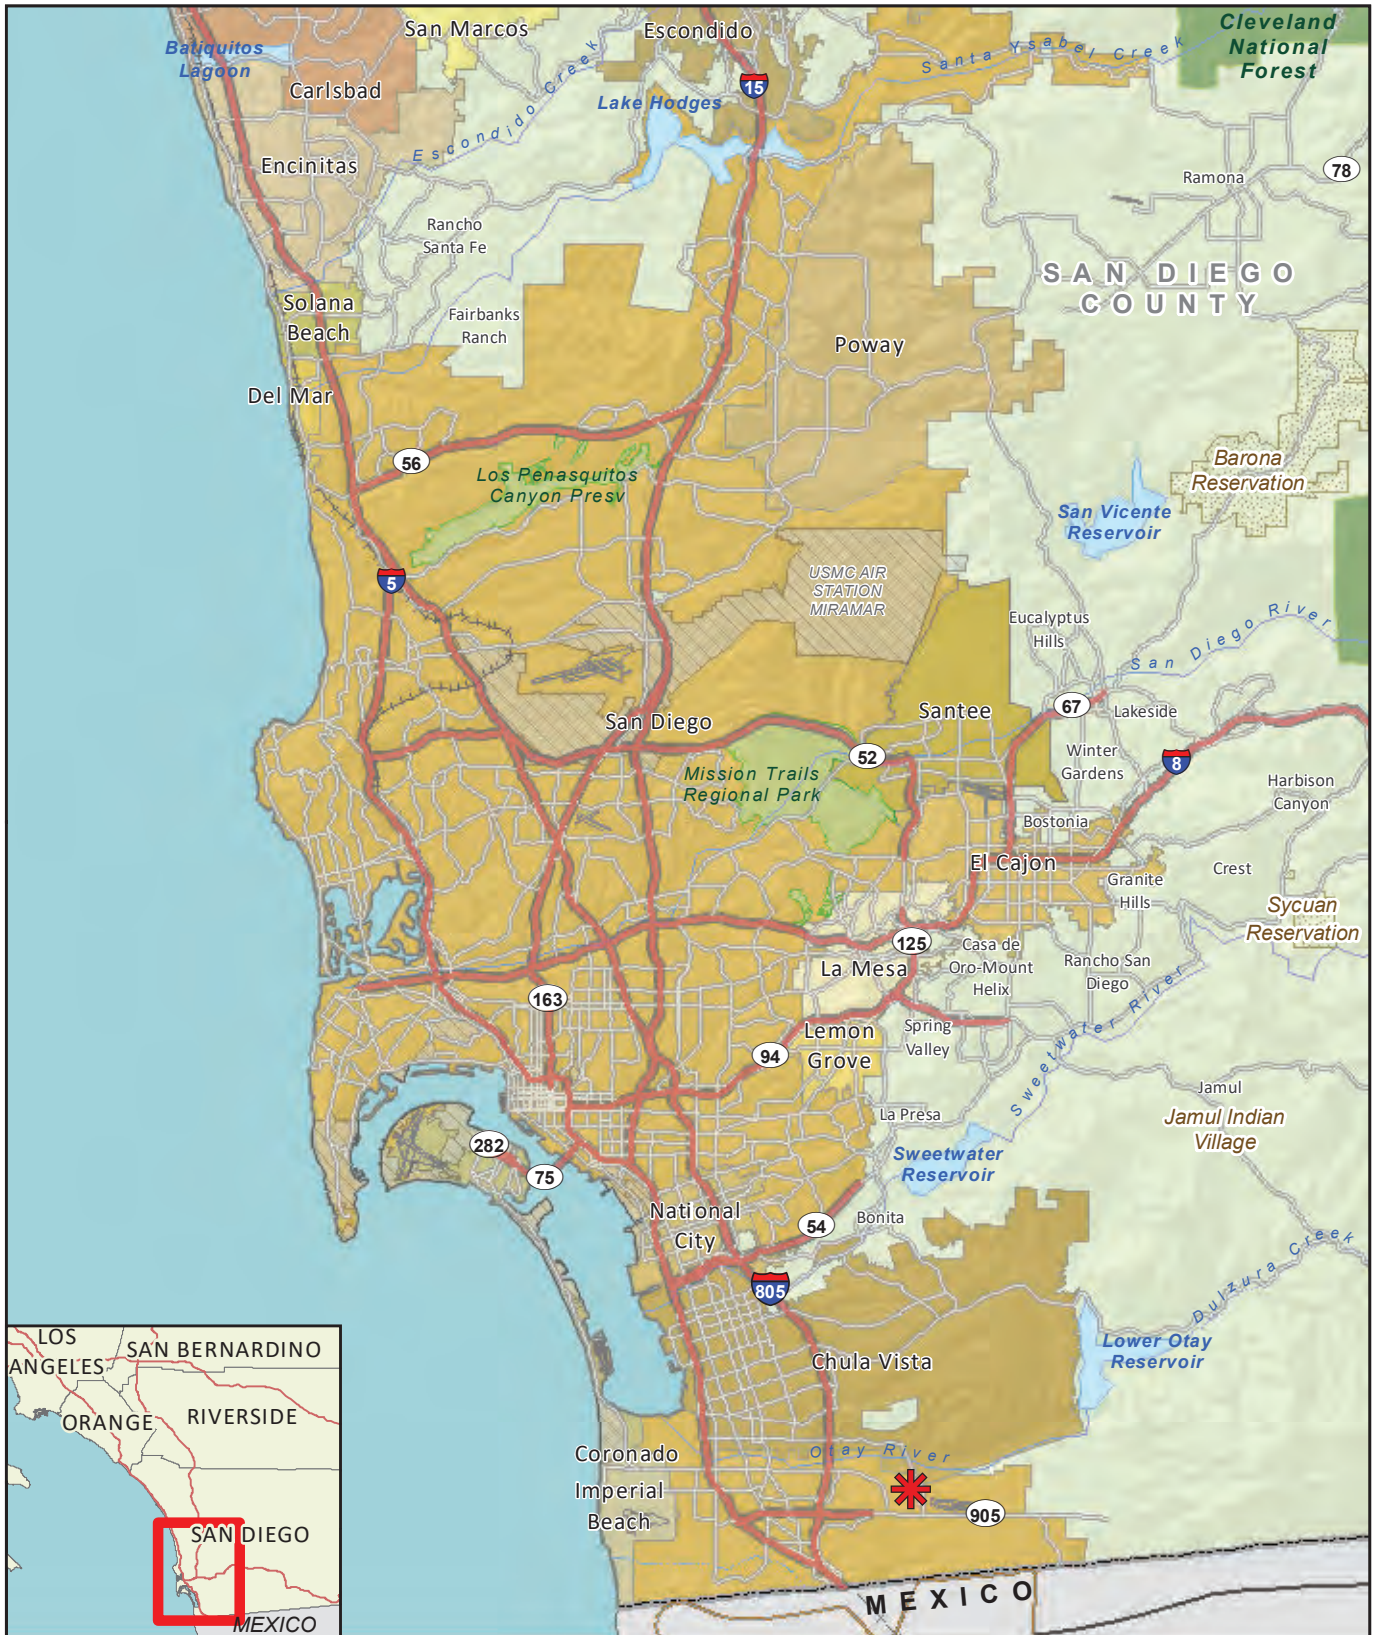 San Marcos
Escondido
Cleveland
National
Forest
Batiquitos
Lagoon
Santa Ysabel Creek
Carlsbad
Escondido Creek
Lake Hodges
15
Encinitas
78
Ramona
Rancho
Santa Fe
SAN DIEGO
COUNTY
Solana
Beach
Fairbanks
Ranch
Poway
Del Mar
56
Los Penasquitos
Canyon Presv
Barona
Reservation
San Vicente
Reservoir
5
USMC AIR
STATION
MIRAMAR
Eucalyptus
Hills
San Diego River
San Diego
Santee
67
Lakeside
52
Winter
Gardens
8
Mission Trails
Regional Park
Harbison
Canyon
Bostonia
El Cajon
Crest
Granite
Hills
Sycuan
Reservation
125
La Mesa
Casa de
Oro-Mount
Helix
Rancho San
Diego
163
Lemon
Grove
Spring
Valley
Sweetwater River
94
Jamul
La Presa
Jamul Indian
Village
282
75
Sweetwater
Reservoir
National
City
54
Bonita
Dulzura Creek
805
Lower Otay
Reservoir
Chula Vista
Coronado
Otay River
Imperial
Beach
905
MEXICO
LOS
ANGELES
SAN BERNARDINO
ORANGE
RIVERSIDE
SAN DIEGO
MEXICO